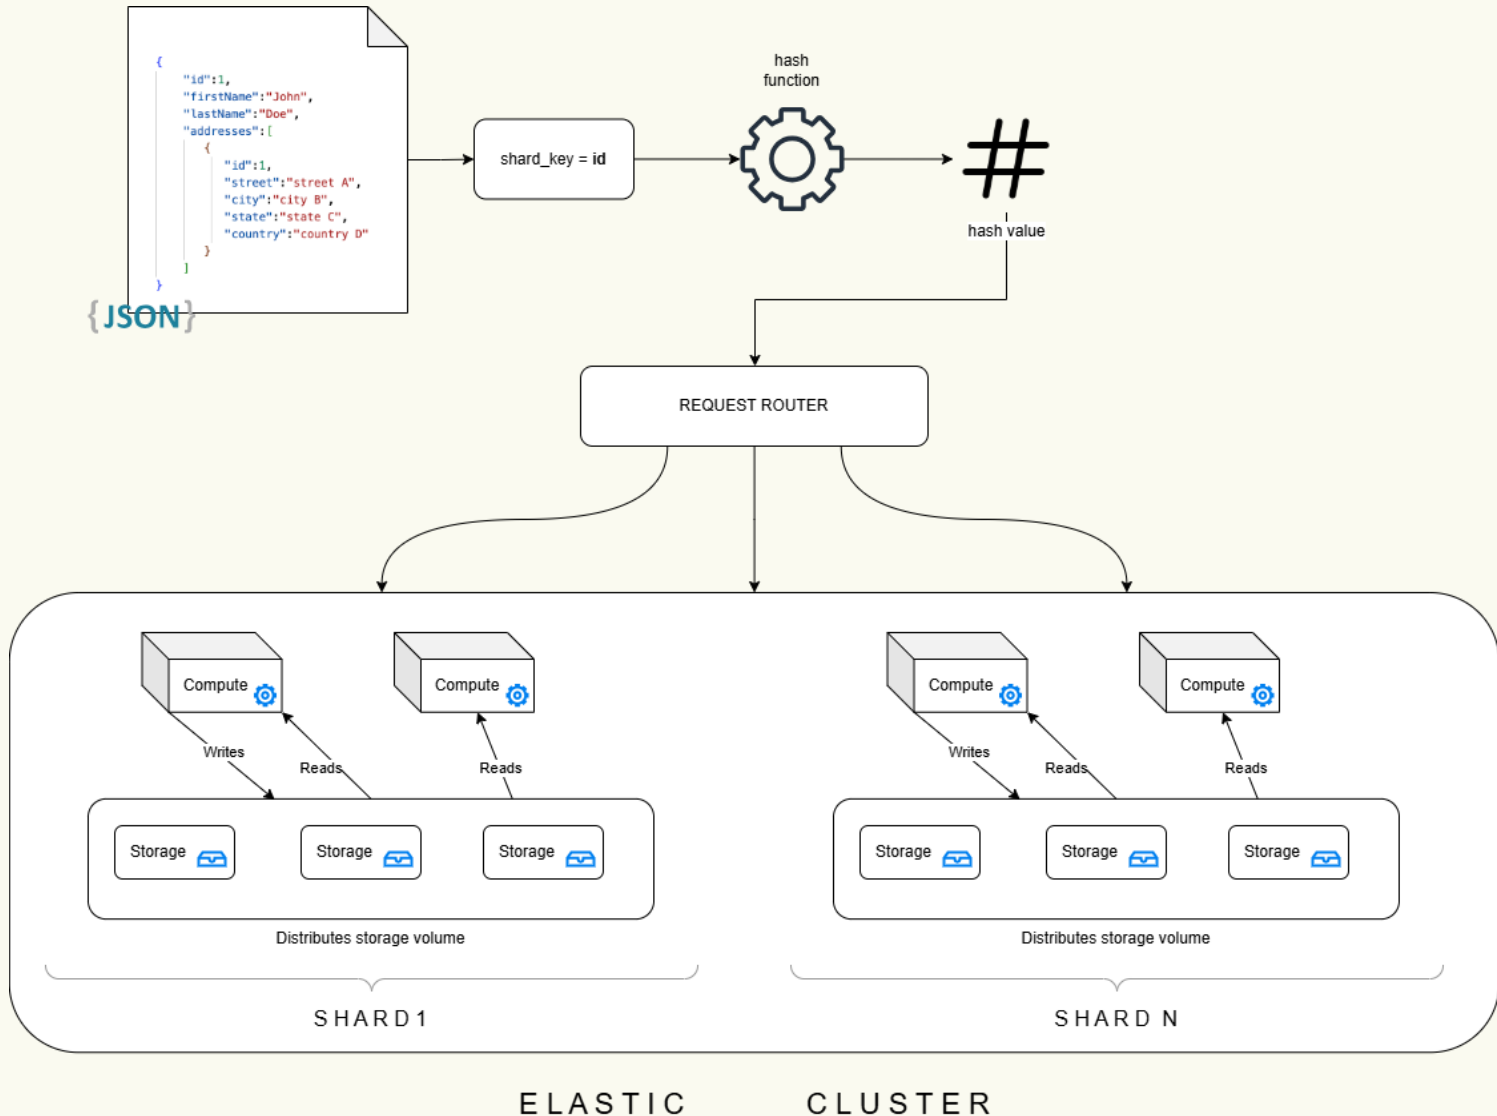 {
"id":1,
"firstName":"John",
"lastName":"Doe",
"addresses":[
{
"id":1,
"street":"street A",
"city":"city B",
"state":"state C",
"country":"country D"
}
]
}
{JSON}
shard_key = id
hash
function
hash value
REQUEST ROUTER
Compute
Compute
Writes
Reads
Reads
Storage
Storage
Storage
Distributes storage volume
SHARD 1
Compute
Compute
Writes
Reads
Reads
Storage
Storage
Storage
Distributes storage volume
SHARD N
ELASTIC CLUSTER